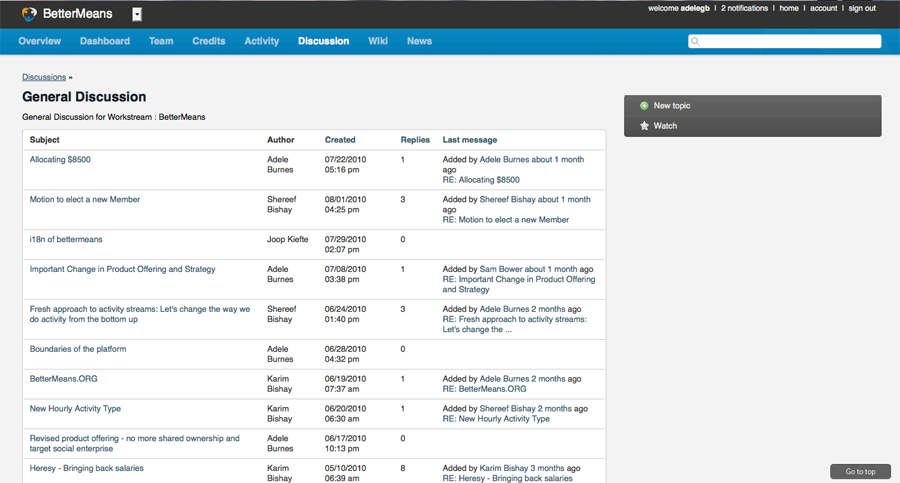 BetterMeans
welcome adelegb | 2 notifications | home | account | sign out
Overview Dashboard Team Credits Activity Discussion Wiki News
Discussions »
General Discussion
General Discussion for Workstream : BetterMeans
New topic
Watch
Subject Author Created Replies Last message
Allocating $8500 Adele Burnes 07/22/2010 05:16 pm 1 Added by Adele Burnes about 1 month ago
RE: Allocating $8500
Motion to elect a new Member Shereef Bishay 08/01/2010 04:25 pm 3 Added by Shereef Bishay about 1 month ago
RE: Motion to elect a new Member
i18n of bettermeans Joop Kiefte 07/29/2010 02:07 pm 0
Important Change in Product Offering and Strategy Adele Burnes 07/08/2010 03:38 pm 1 Added by Sam Bower about 1 month ago
RE: Important Change in Product Offering and Strategy
Fresh approach to activity streams: Let's change the way we do activity from the bottom up Shereef Bishay 06/24/2010 01:40 pm 3 Added by Adele Burnes 2 months ago
RE: Fresh approach to activity streams: Let's change the ...
Boundaries of the platform Adele Burnes 06/28/2010 04:32 pm 0
BetterMeans.ORG Karim Bishay 06/19/2010 07:37 am 1 Added by Adele Burnes 2 months ago
RE: BetterMeans.ORG
New Hourly Activity Type Karim Bishay 06/20/2010 06:30 am 1 Added by Shereef Bishay 2 months ago
RE: New Hourly Activity Type
Revised product offering - no more shared ownership and target social enterprise Adele Burnes 06/17/2010 10:13 pm 0
Heresy - Bringing back salaries Karim Bishay 05/10/2010 06:39 am 8 Added by Karim Bishay 3 months ago
RE: Heresy - Bringing back salaries
Go to top